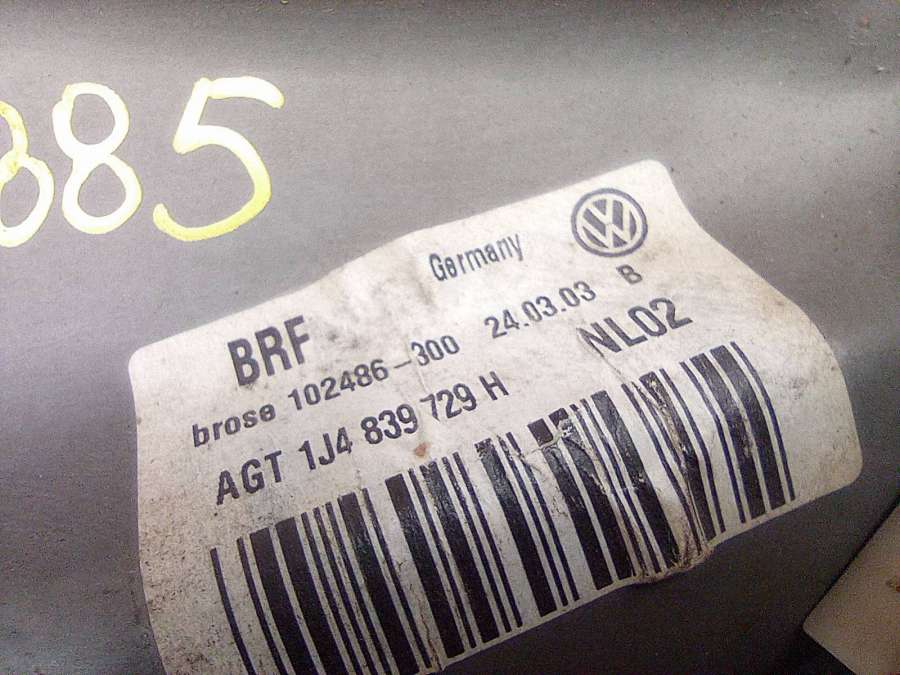 885
Germany
BRF
brose 102486-300 24.03.03 B
NL02
AGT 1J4 839 729 H